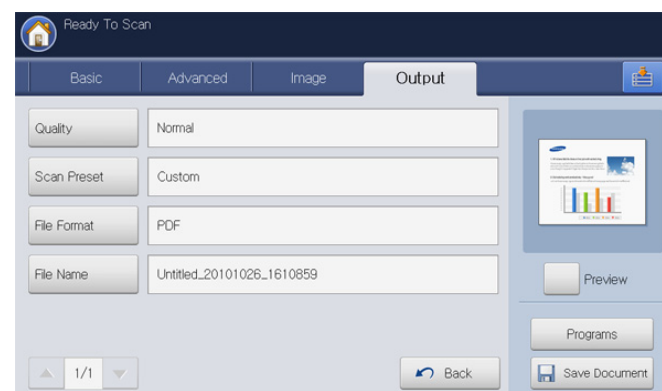 Ready To Scan
Basic
Advanced
Image
Output
Quality
Normal
Scan Preset
Custom
File Format
PDF
File Name
Untitled_20101026_1610859
Preview
Programs
1/1
Back
Save Document